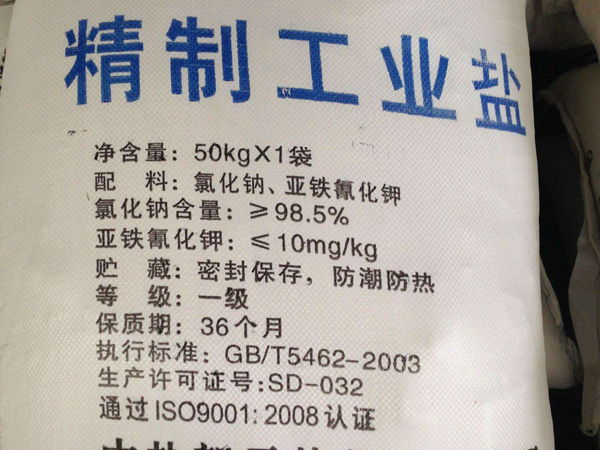 精制工业盐
净含量：50kgX1袋
配 料：氯化钠、亚铁氰化钾
氯化钠含量：≥98.5%
亚铁氰化钾：≤10mg/kg
贮 藏：密封保存，防潮防热
等 级：一级
保质期：36个月
执行标准：GB/T5462-2003
生产许可证号:SD-032
通过ISO9001:2008认证